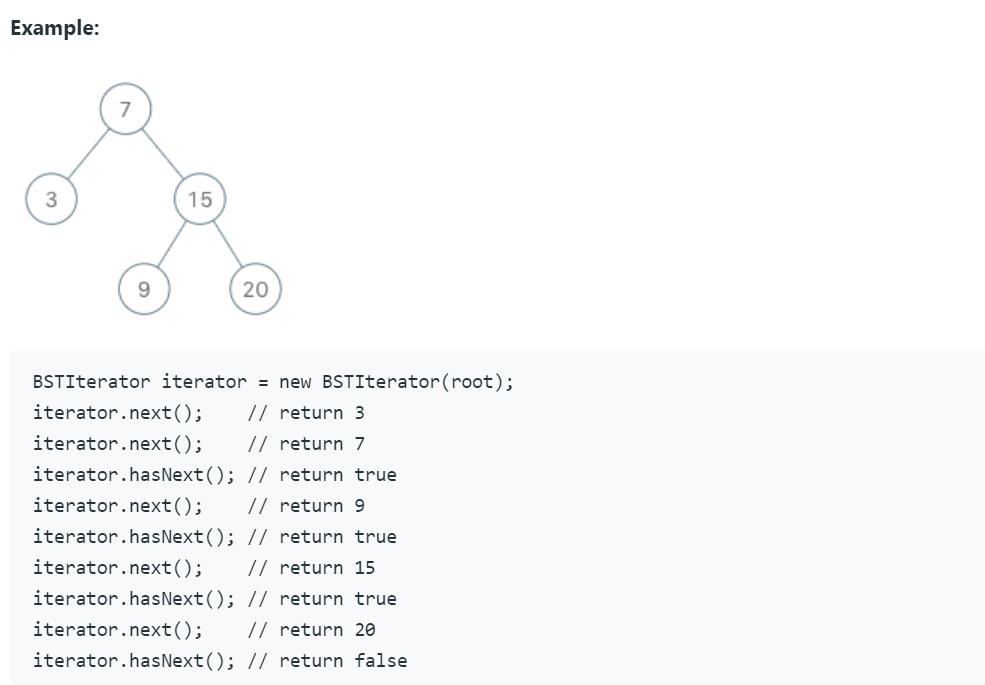 Example:
7
3
15
9
20
BSTIterator iterator = new BSTIterator(root);
iterator.next();    // return 3
iterator.next();    // return 7
iterator.hasNext(); // return true
iterator.next();    // return 9
iterator.hasNext(); // return true
iterator.next();    // return 15
iterator.hasNext(); // return true
iterator.next();    // return 20
iterator.hasNext(); // return false